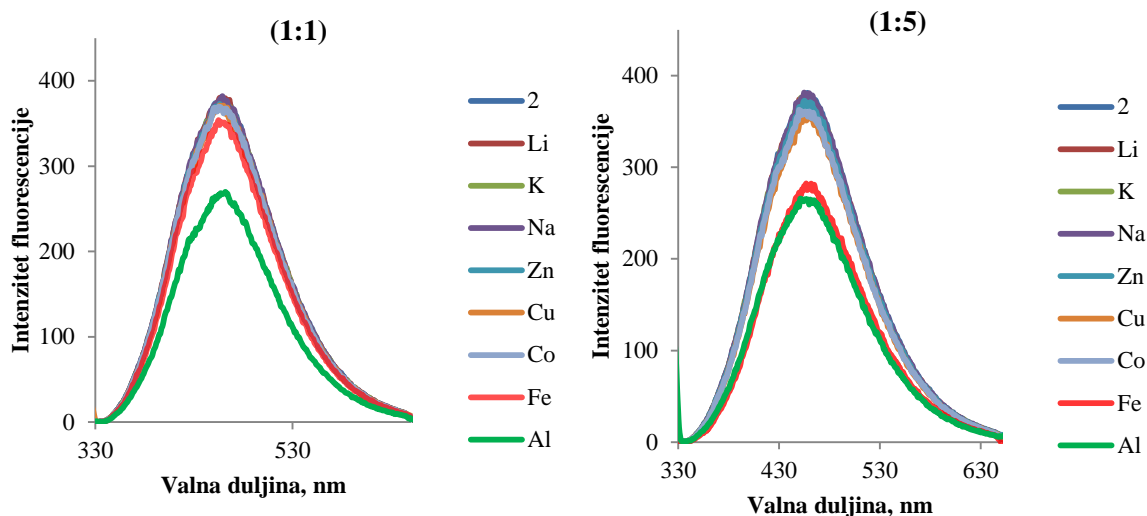 (1:1)
Intenzitet fluorescencije
400
300
200
100
0
330
530
Valna duljina, nm
2
Li
K
Na
Zn
Cu
Co
Fe
Al
(1:5)
Intenzitet fluorescencije
400
300
200
100
0
330
430
530
630
Valna duljina, nm
2
Li
K
Na
Zn
Cu
Co
Fe
Al